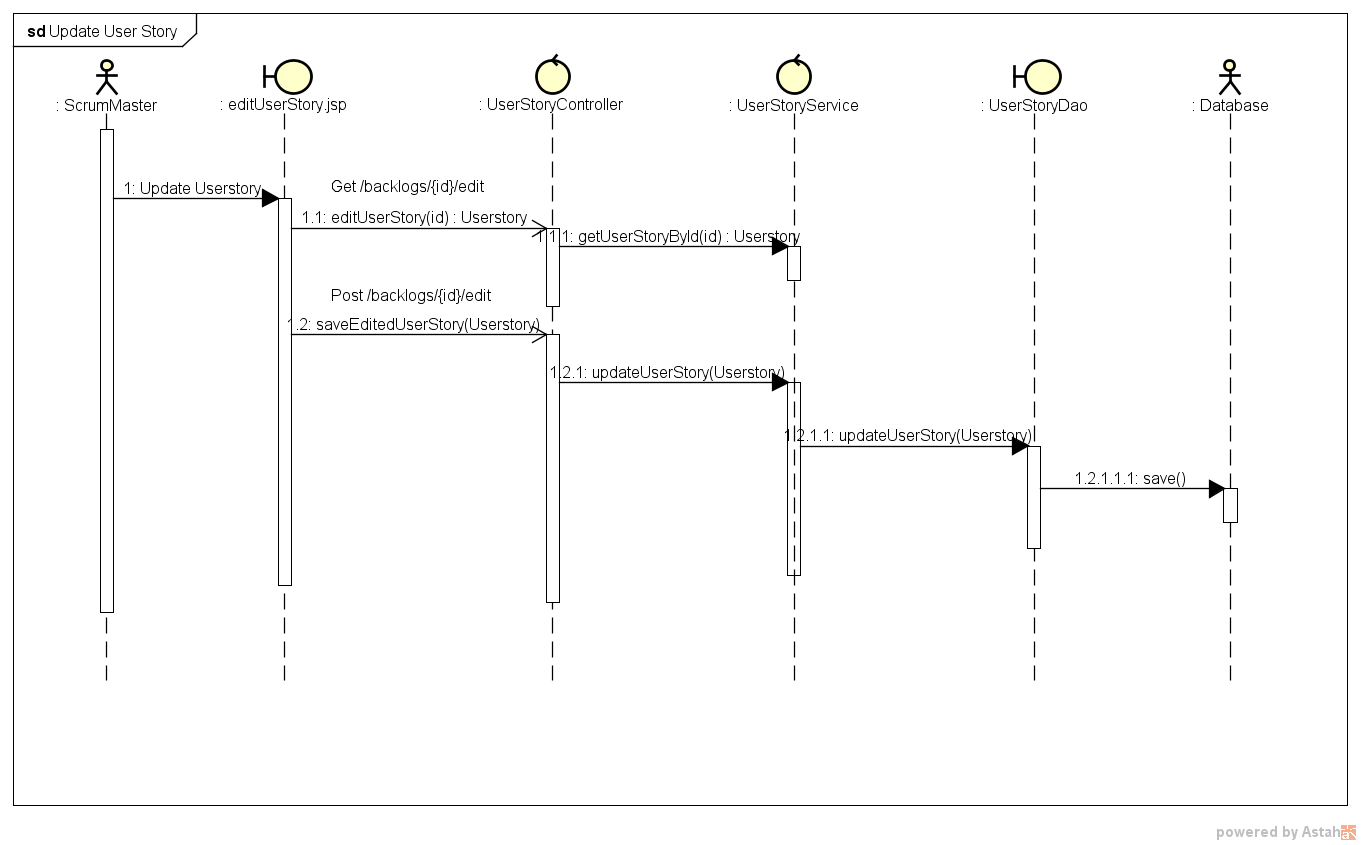 sd Update User Story
: ScrumMaster
: editUserStory.jsp
: UserStoryController
: UserStoryService
: UserStoryDao
: Database
1: Update Userstory
Get /backlogs/{id}/edit
1.1: editUserStory(id) : Userstory
1.1.1: getUserStoryById(id) : Userstory
Post /backlogs/{id}/edit
1.2: saveEditedUserStory(Userstory)
1.2.1: updateUserStory(Userstory)
1.2.1.1: updateUserStory(Userstory)
1.2.1.1.1: save()
powered by Astah